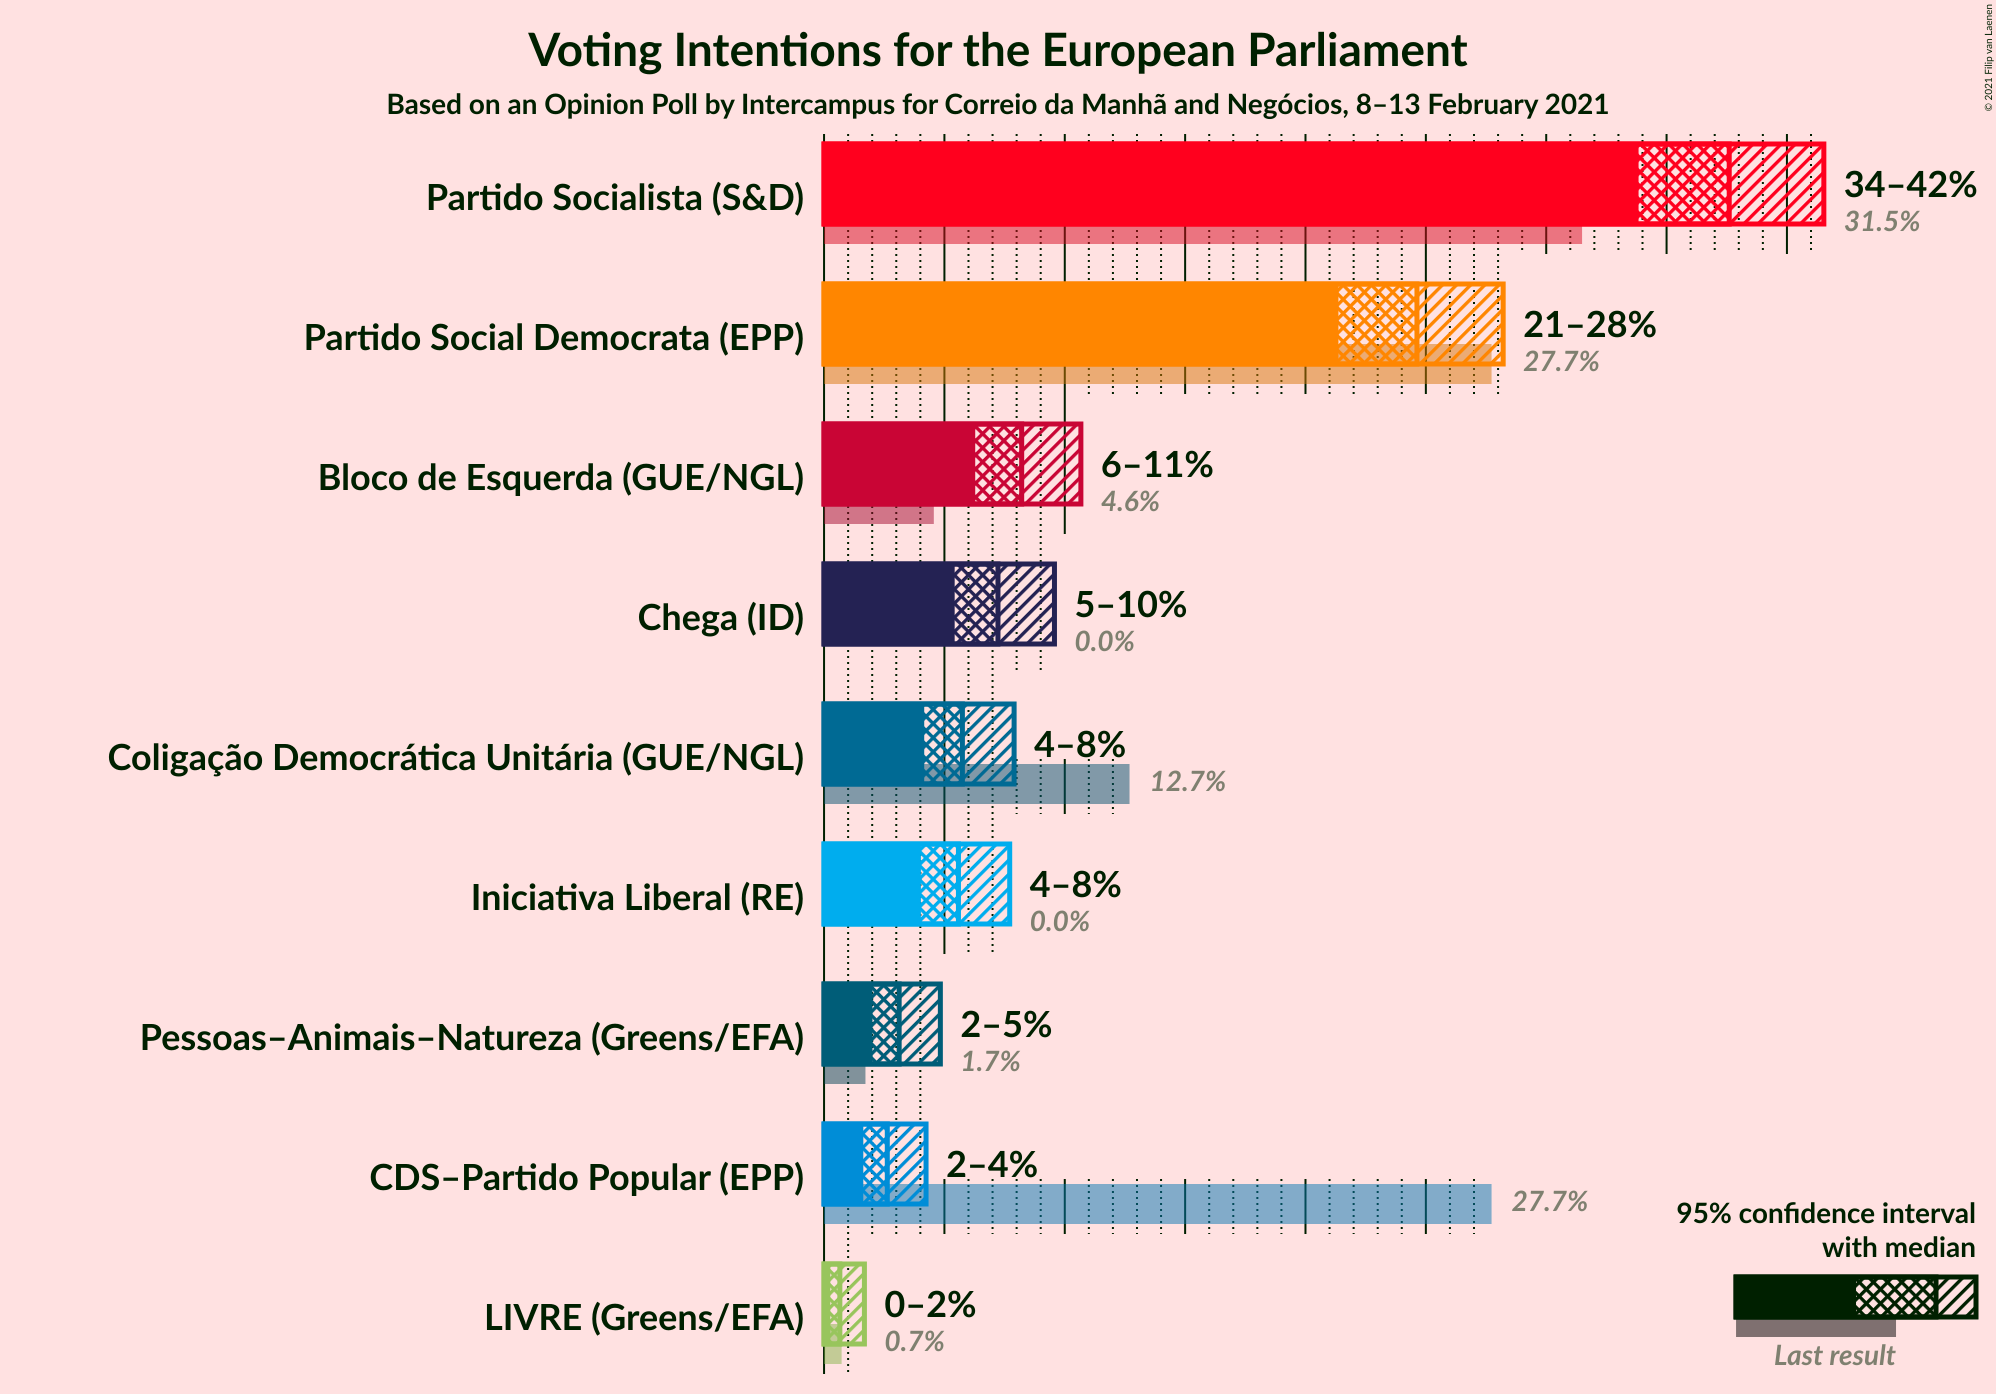 Voting Intentions for the European Parliament
Based on an Opinion Poll by Intercampus for Correio da Manhã and Negócios, 8–13 February 2021
© 2021 Filip van Laenen
Partido Socialista (S&D)
34–42%
31.5%
Partido Social Democrata (EPP)
21–28%
27.7%
Bloco de Esquerda (GUE/NGL)
6–11%
4.6%
Chega (ID)
5–10%
0.0%
Coligação Democrática Unitária (GUE/NGL)
4–8%
12.7%
Iniciativa Liberal (RE)
4–8%
0.0%
Pessoas–Animais–Natureza (Greens/EFA)
2–5%
1.7%
CDS–Partido Popular (EPP)
2–4%
27.7%
LIVRE (Greens/EFA)
0–2%
0.7%
95% confidence interval
with median
Last result